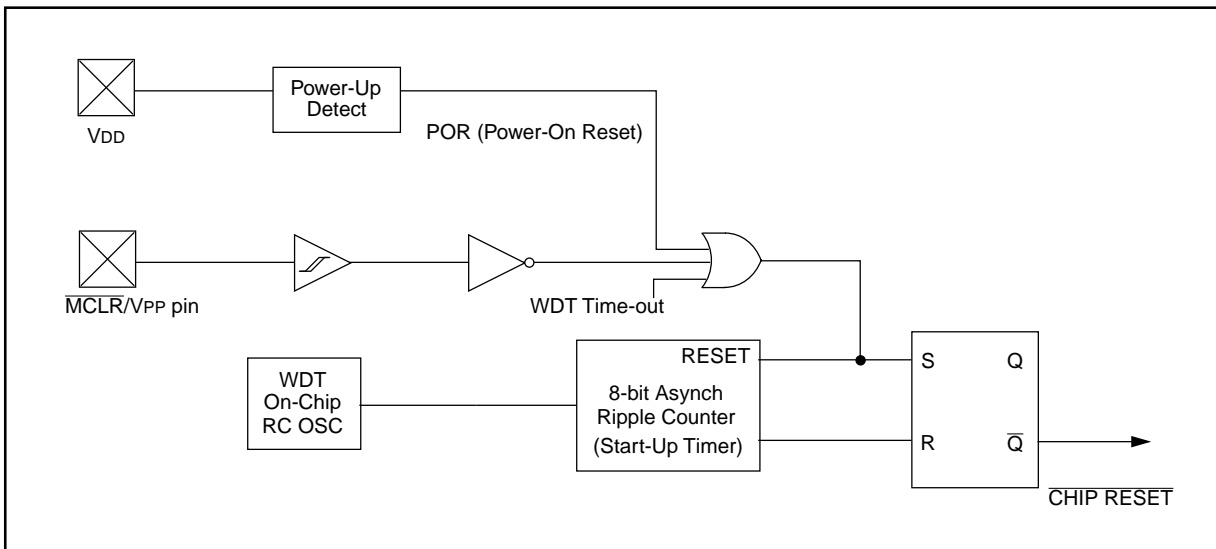 VDD
Power-Up
Detect
POR (Power-On Reset)
MCLR/VPP pin
WDT Time-out
WDT
On-Chip
RC OSC
RESET
8-bit Asynch
Ripple Counter
(Start-Up Timer)
S
Q
R
Q̅
CHIP RESET